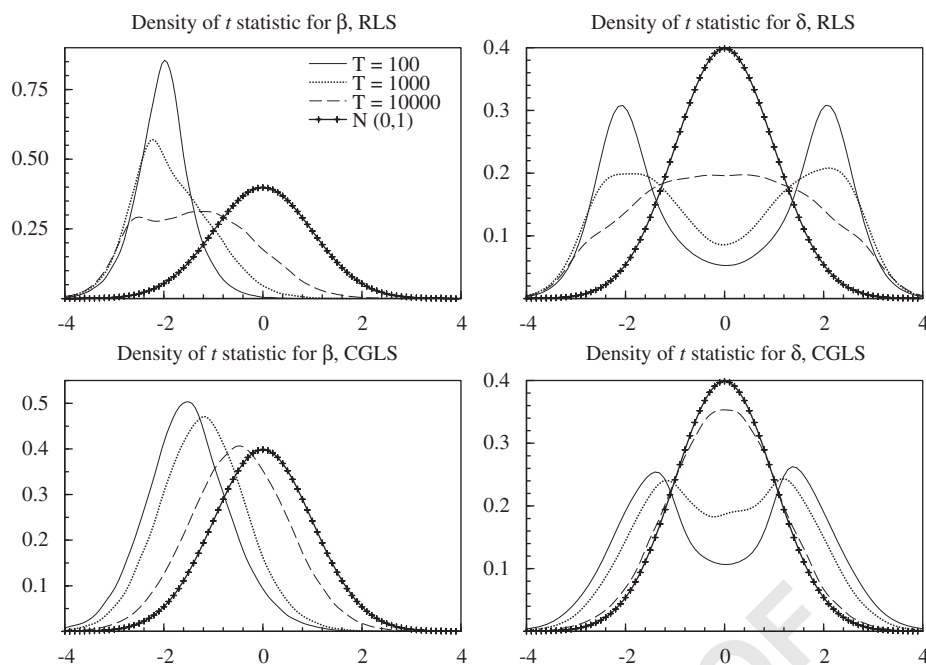 Density of t statistic for β, RLS
0.75
0.50
0.25
-4 -2 0 2 4
T = 100
T = 1000
T = 10000
N (0,1)
Density of t statistic for δ, RLS
0.4
0.3
0.2
0.1
-4 -2 0 2 4
Density of t statistic for β, CGLS
0.5
0.4
0.3
0.2
0.1
-4 -2 0 2 4
Density of t statistic for δ, CGLS
0.4
0.3
0.2
0.1
-4 -2 0 2 4
OF